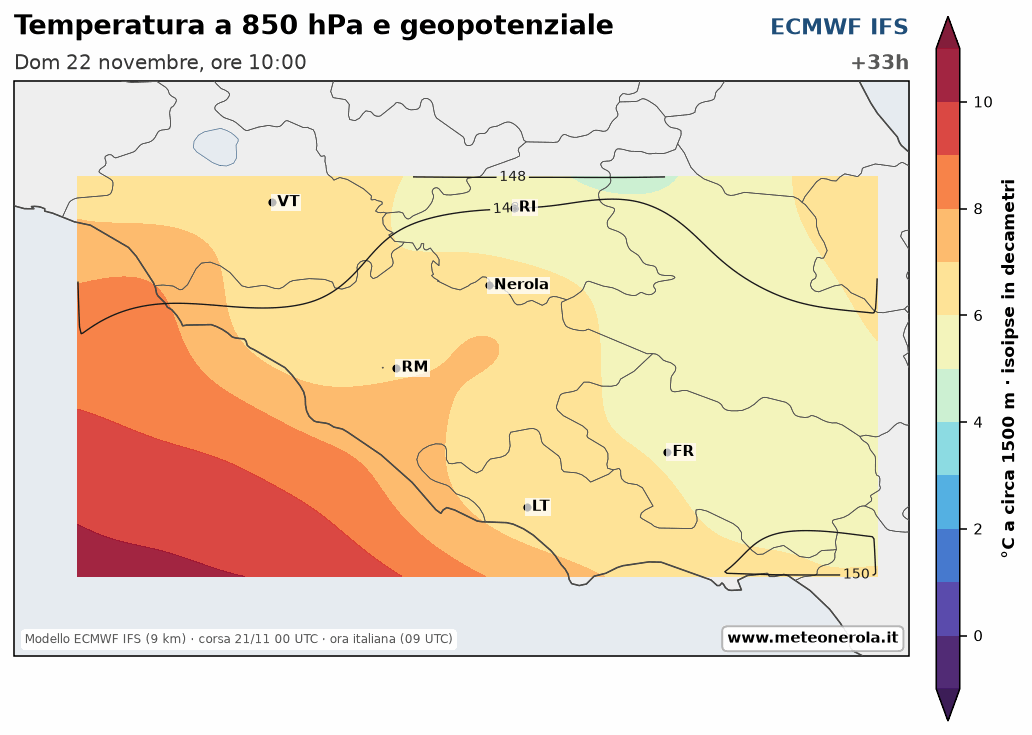 Temperatura a 850 hPa e geopotenziale
ECMWF IFS
Dom 22 novembre, ore 10:00
+33h
148
VT
RI
Nerola
RM
FR
LT
150
10
8
6
4
2
0
°C a circa 1500 m · isoipse in decametri
Modello ECMWF IFS (9 km) · corsa 21/11 00 UTC · ora italiana (09 UTC)
www.meteonerola.it